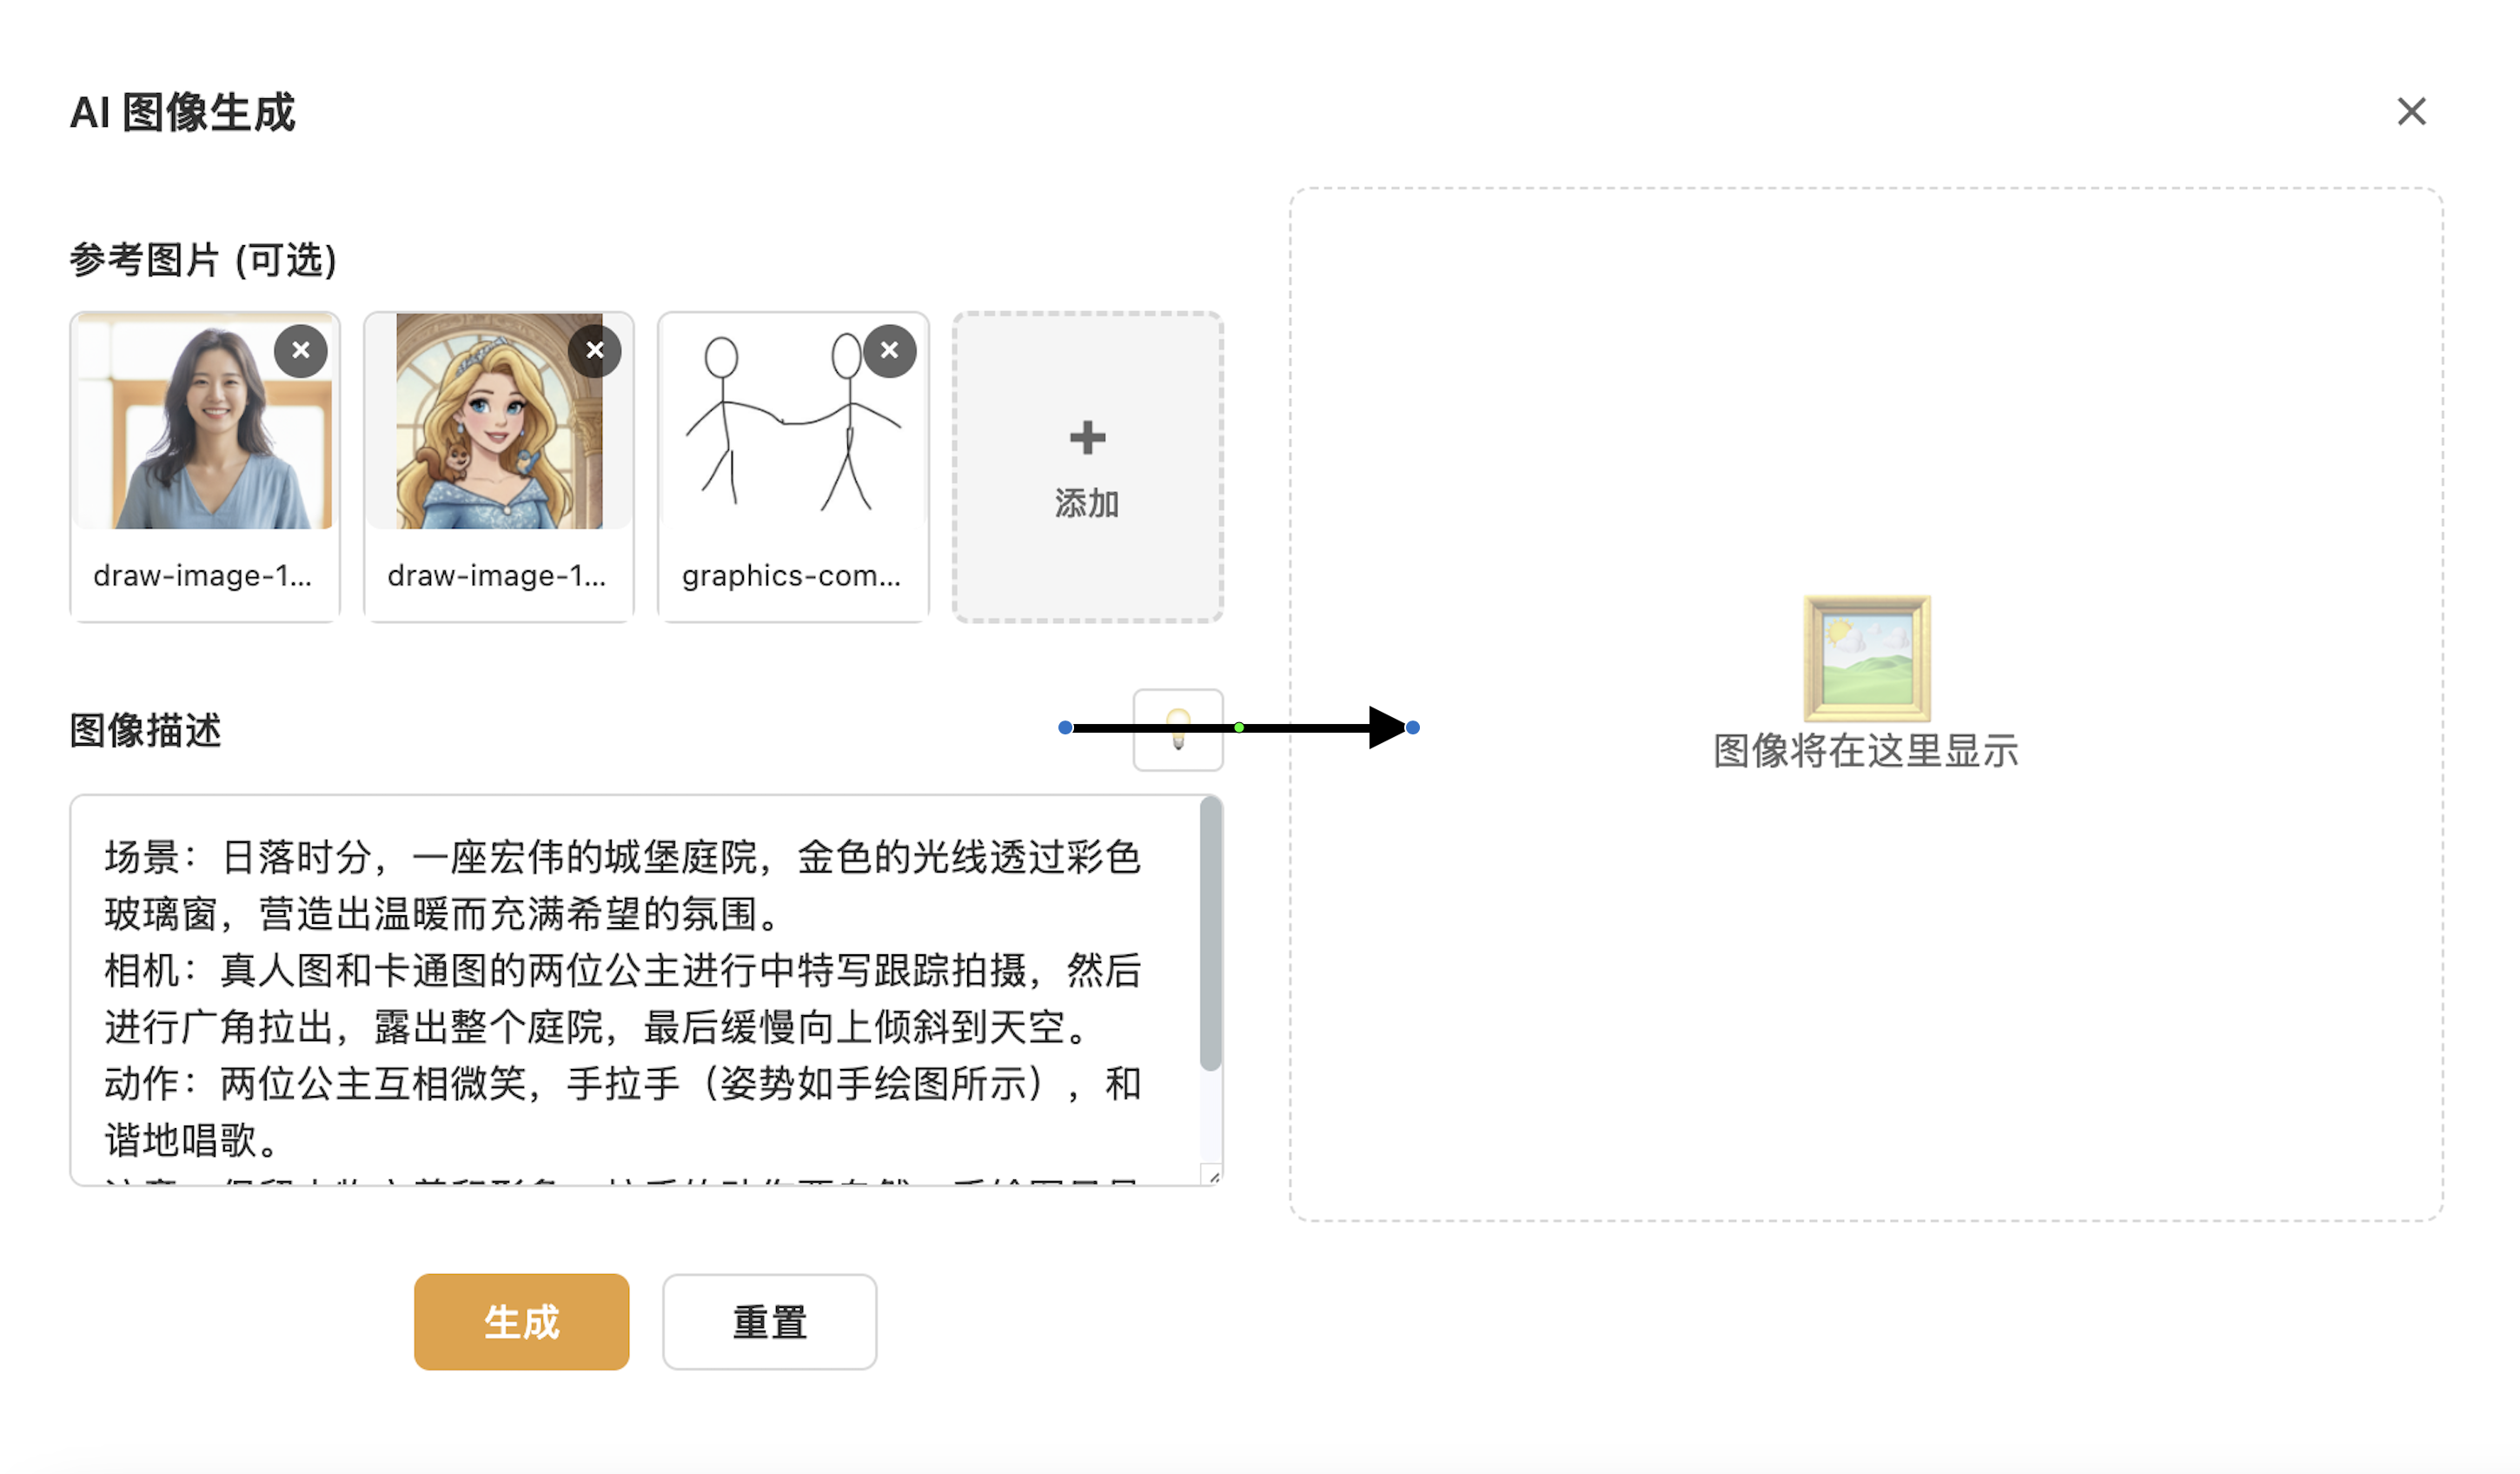 AI 图像生成
参考图片 (可选)
draw-image-1...
draw-image-1...
graphics-com...
添加
图像描述
场景：日落时分，一座宏伟的城堡庭院，金色的光线透过彩色
玻璃窗，营造出温暖而充满希望的氛围。
相机：真人图和卡通图的两位公主进行中特写跟踪拍摄，然后
进行广角拉出，露出整个庭院，最后缓慢向上倾斜到天空。
动作：两位公主互相微笑，手拉手（姿势如手绘图所示），和
谐地唱歌。
生成
重置
图像将在这里显示